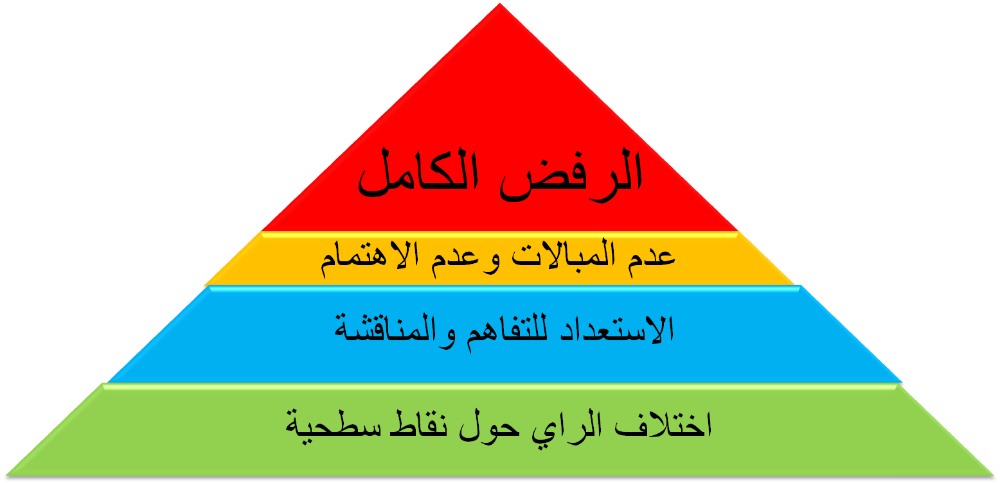 الرفض الكامل
عدم المبالات وعدم الاهتمام
الاستعداد للتفاهم والمناقشة
اختلاف الراي حول نقاط سطحية